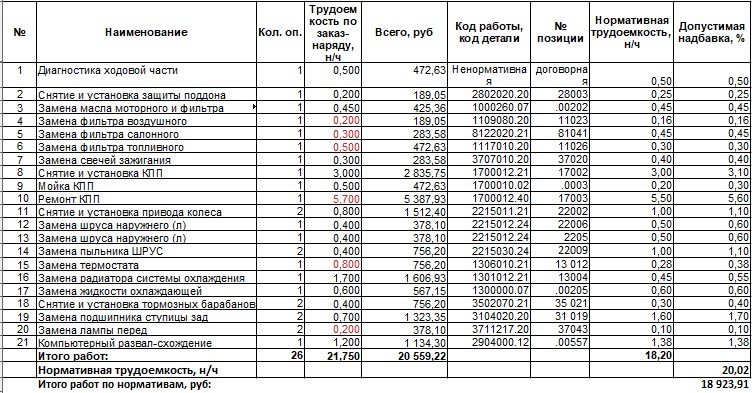 № Наименование Кол. оп. Трудоем кость по заказ-наряду, н/ч Всего, руб Код работы, код детали № позиции Нормативная трудоемкость, н/ч Допустимая надбавка, %
1 Диагностика ходовой части 1 0,500 472,63 Ненормативная договорная 0,50 0,50
2 Снятие и установка защиты поддона 1 0,200 189,05 2802020.20 28003 0,25 0,25
3 Замена масла моторного и фильтра 1 0,450 425,36 1000260.07 .00202 0,45 0,45
4 Замена фильтра воздушного 1 0,200 189,05 1109080.20 11023 0,16 0,16
5 Замена фильтра салонного 1 0,300 283,58 8122020.21 81041 0,45 0,45
6 Замена фильтра топливного 1 0,500 472,63 1117010.20 11026 0,30 0,30
7 Замена свечей зажигания 1 0,300 283,58 3707010.20 37020 0,40 0,40
8 Снятие и установка КПП 1 3,000 2 835,75 1700012.21 17002 3,00 3,10
9 Мойка КПП 1 0,500 472,63 1700010.02 .0003 0,20 0,30
10 Ремонт КПП 1 5,700 5 387,93 1700012.40 17003 5,50 5,60
11 Снятие и установка привода колеса 2 0,800 1 512,40 2215011.21 22002 1,00 1,10
12 Замена шруса наружнего (л) 1 0,400 378,10 2215012.24 22006 0,50 0,60
13 Замена шруса наружнего (л) 1 0,400 378,10 2215012.24 2205 0,50 0,60
14 Замена пыльника ШРУС 2 0,400 756,20 2215030.24 22009 1,00 1,10
15 Замена термостата 1 0,800 756,20 1306010.21 13 012 0,28 0,38
16 Замена радиатора системы охлаждения 1 1,700 1 606,93 1301012.21 13004 0,45 0,55
17 Замена жидкости охлаждающей 1 0,600 567,15 1300000.07 .00205 0,60 0,60
18 Снятие и установка тормозных барабанов 2 0,400 756,20 3502070.21 35 021 0,30 0,40
19 Замена подшипника ступицы зад 2 0,700 1 323,35 3104020.20 31 019 1,60 1,70
20 Замена лампы перед 2 0,200 378,10 3711217.20 37043 0,10 0,10
21 Компьютерный развал-схождение 1 1,200 1 134,30 2904000.12 .00557 1,38 1,38
Итого работ: 26 21,750 20 559,22 18,20
Нормативная трудоемкость, н/ч 20,02
Итого работ по нормативам, руб: 18 923,91